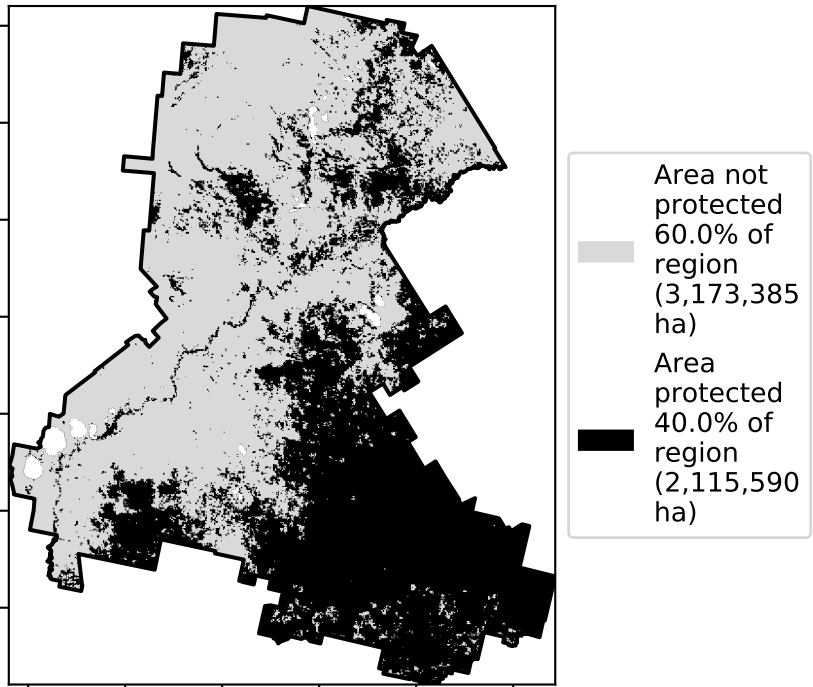 Area not
protected
60.0% of
region
(3,173,385
ha)
Area
protected
40.0% of
region
(2,115,590
ha)